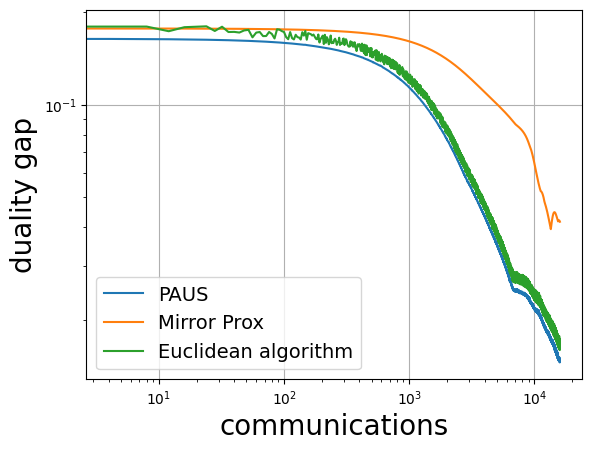 duality gap
10⁻¹
PAUS
Mirror Prox
Euclidean algorithm
10¹ 10² 10³ 10⁴
communications